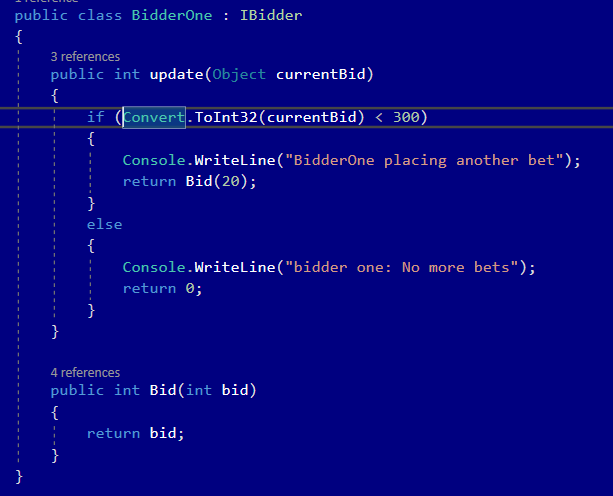 1 reference
public class BidderOne : IBidder
{
3 references
public int update(Object currentBid)
{
if (Convert.ToInt32(currentBid) < 300)
{
Console.WriteLine("BidderOne placing another bet");
return Bid(20);
}
else
{
Console.WriteLine("bidder one: No more bets");
return 0;
}
}
4 references
public int Bid(int bid)
{
return bid;
}
}